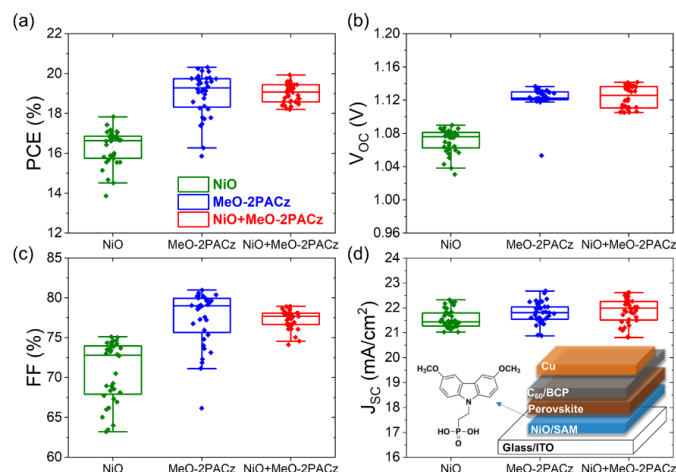 (a)
PCE (%)
22
20
18
16
14
12
NiO
MeO-2PACz
NiO+MeO-2PACz
NiO
MeO-2PACz
NiO+MeO-2PACz
(b)
V_OC (V)
1.20
1.16
1.12
1.08
1.04
1.00
0.96
NiO
MeO-2PACz
NiO+MeO-2PACz
(c)
FF (%)
85
80
75
70
65
60
NiO
MeO-2PACz
NiO+MeO-2PACz
(d)
J_SC (mA/cm²)
24
23
22
21
20
19
18
17
16
H₃CO
OCH₃
N
HO-P-OH
O
Cu
C₆₀/BCP
Perovskite
NiO/SAM
Glass/ITO
NiO
MeO-2PACz
NiO+MeO-2PACz